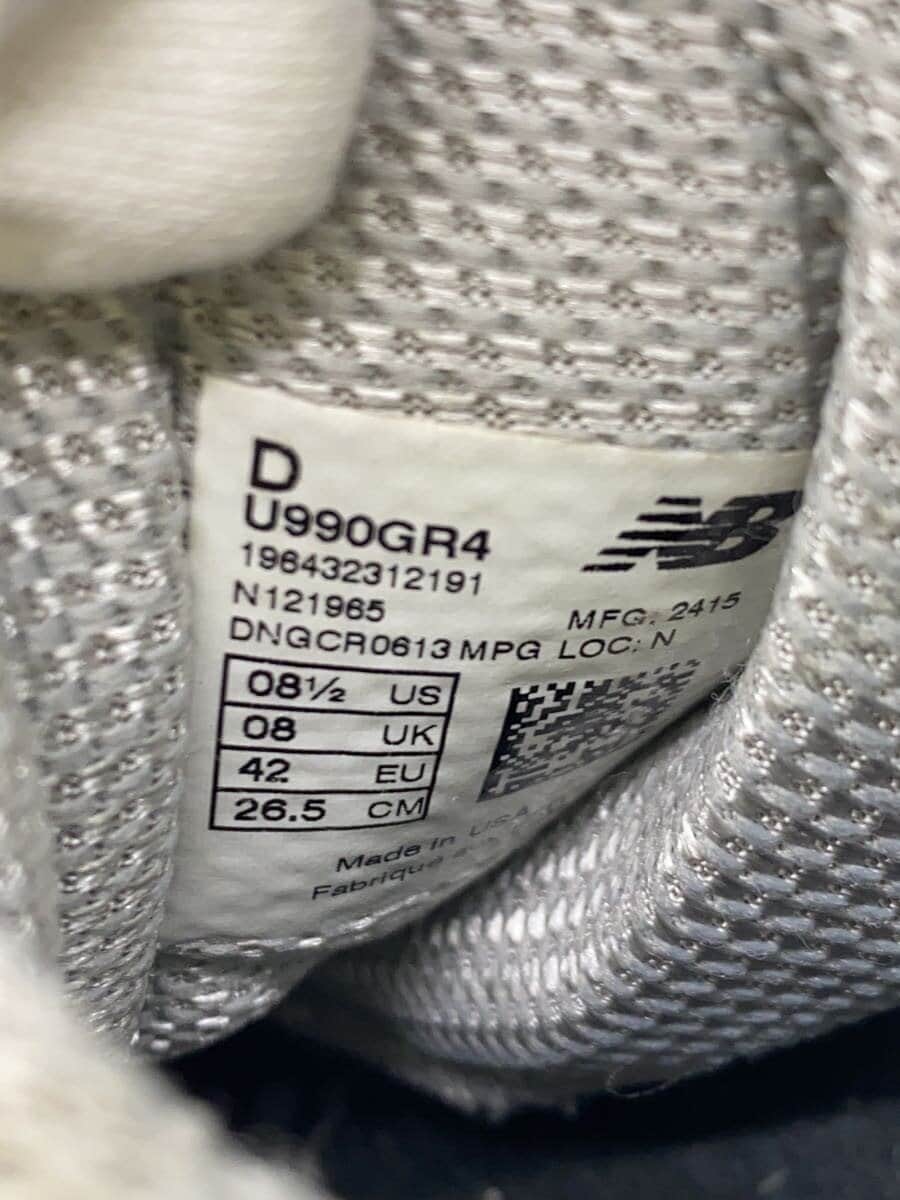 D
U990GR4
NB
196432312191
N121965
MFG: 2415
DNGCR0613 MPG LOC: N
08½ US
08 UK
42 EU
26.5 CM
Made in USA